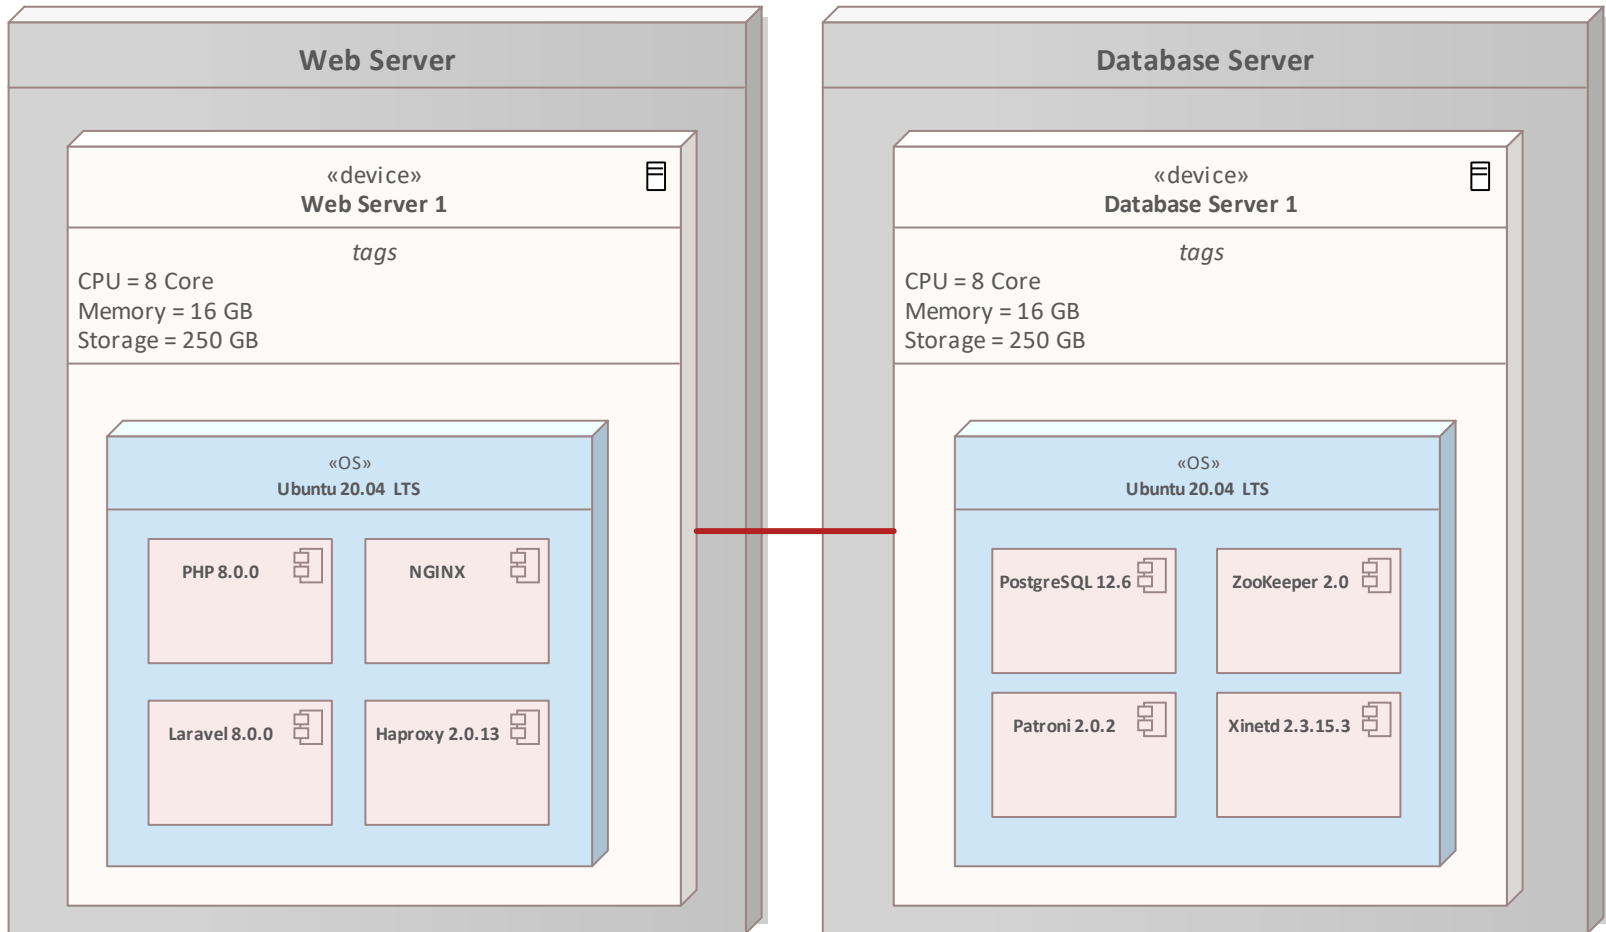 Web Server
«device»
Web Server 1
tags
CPU = 8 Core
Memory = 16 GB
Storage = 250 GB
«OS»
Ubuntu 20.04 LTS
PHP 8.0.0
NGINX
Laravel 8.0.0
Haproxy 2.0.13
Database Server
«device»
Database Server 1
tags
CPU = 8 Core
Memory = 16 GB
Storage = 250 GB
«OS»
Ubuntu 20.04 LTS
PostgreSQL 12.6
ZooKeeper 2.0
Patroni 2.0.2
Xinetd 2.3.15.3